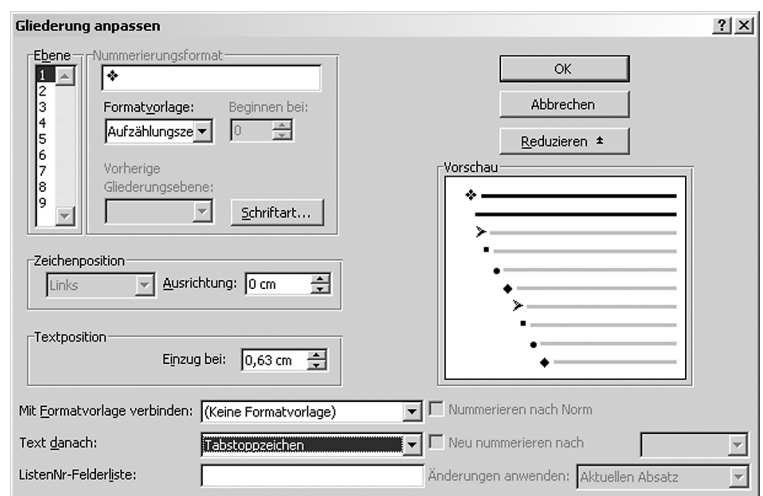 Gliederung anpassen
Ebene
1
2
3
4
5
6
7
8
9
Nummerierungsformat
Formatvorlage:
Beginnen bei:
Aufzählungsze
0
Vorherige
Gliederungsebene:
Schriftart...
OK
Abbrechen
Reduzieren
Vorschau
Zeichenposition
Links
Ausrichtung: 0 cm
Textposition
Einzug bei: 0,63 cm
Mit Formatvorlage verbinden: (Keine Formatvorlage)
Nummerieren nach Norm
Text danach: Tabstoppzeichen
Neu nummerieren nach
ListenNr-Felderliste:
Änderungen anwenden: Aktuellen Absatz